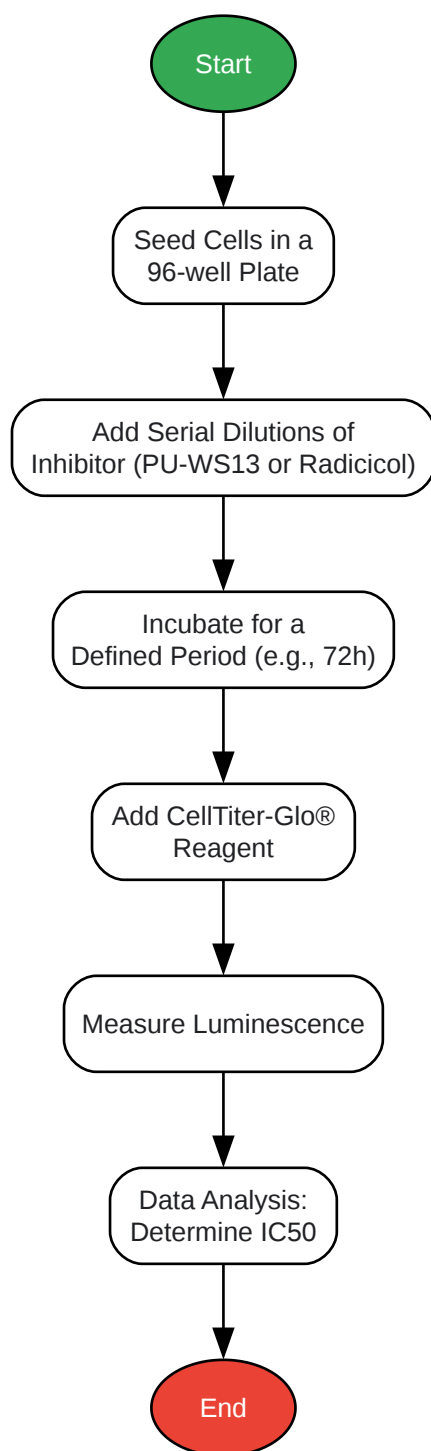 Start
Seed Cells in a
96-well Plate
Add Serial Dilutions of
Inhibitor (PU-WS13 or Radicicol)
Incubate for a
Defined Period (e.g., 72h)
Add CellTiter-Glo®
Reagent
Measure Luminescence
Data Analysis:
Determine IC50
End